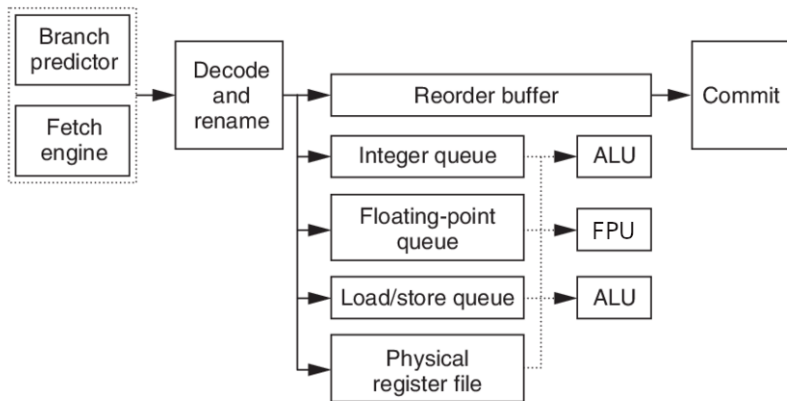 Branch
predictor
Fetch
engine
Decode
and
rename
Reorder buffer
Commit
Integer queue
ALU
Floating-point
queue
FPU
Load/store queue
ALU
Physical
register file